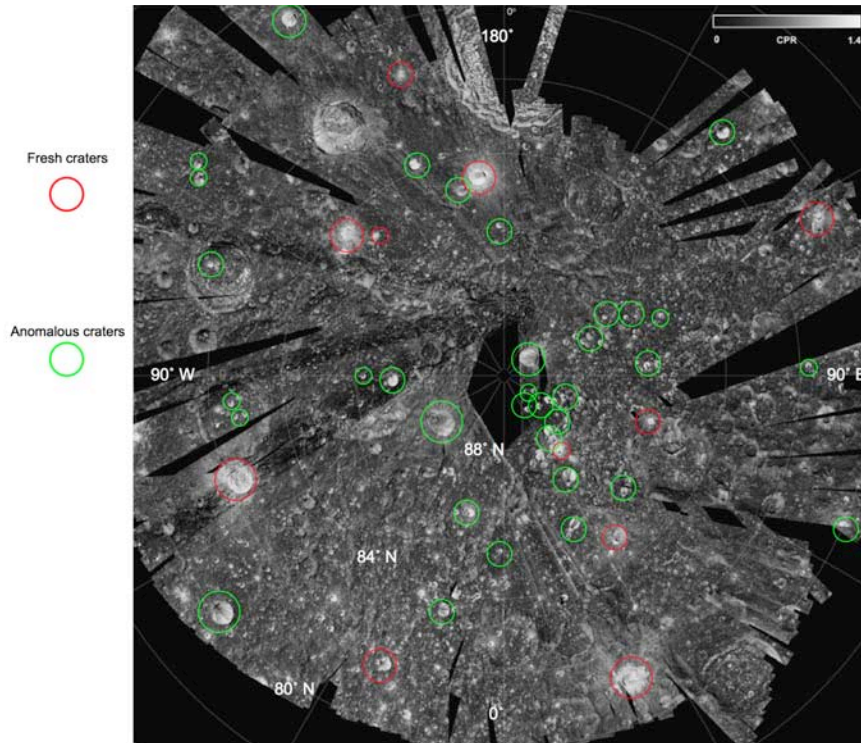 0°
180°
0
CPR
1.4
Fresh craters
Anomalous craters
90° W
90° E
88° N
84° N
80° N
0°